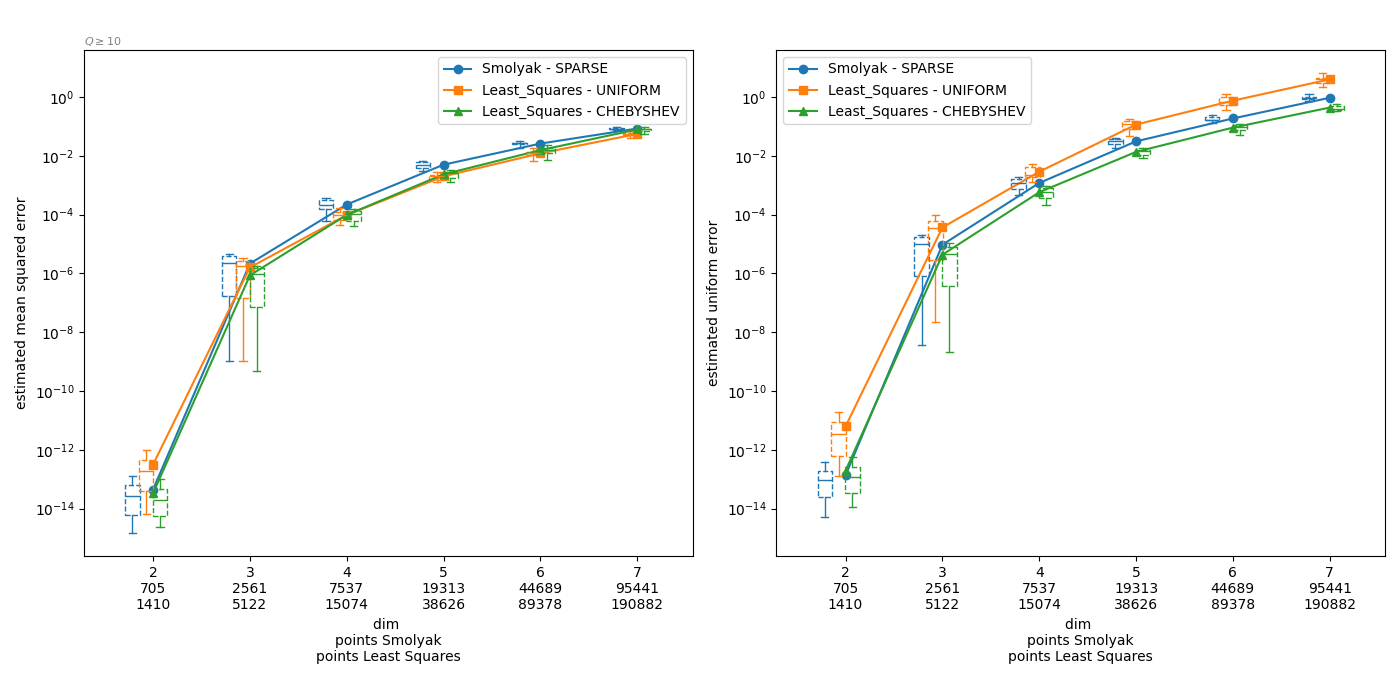 Q ≥ 10
Smolyak - SPARSE
Least_Squares - UNIFORM
Least_Squares - CHEBYSHEV
estimated mean squared error
10^0
10^-2
10^-4
10^-6
10^-8
10^-10
10^-12
10^-14
2 3 4 5 6 7
705 2561 7537 19313 44689 95441
1410 5122 15074 38626 89378 190882
dim
points Smolyak
points Least Squares
Smolyak - SPARSE
Least_Squares - UNIFORM
Least_Squares - CHEBYSHEV
estimated uniform error
10^0
10^-2
10^-4
10^-6
10^-8
10^-10
10^-12
10^-14
2 3 4 5 6 7
705 2561 7537 19313 44689 95441
1410 5122 15074 38626 89378 190882
dim
points Smolyak
points Least Squares